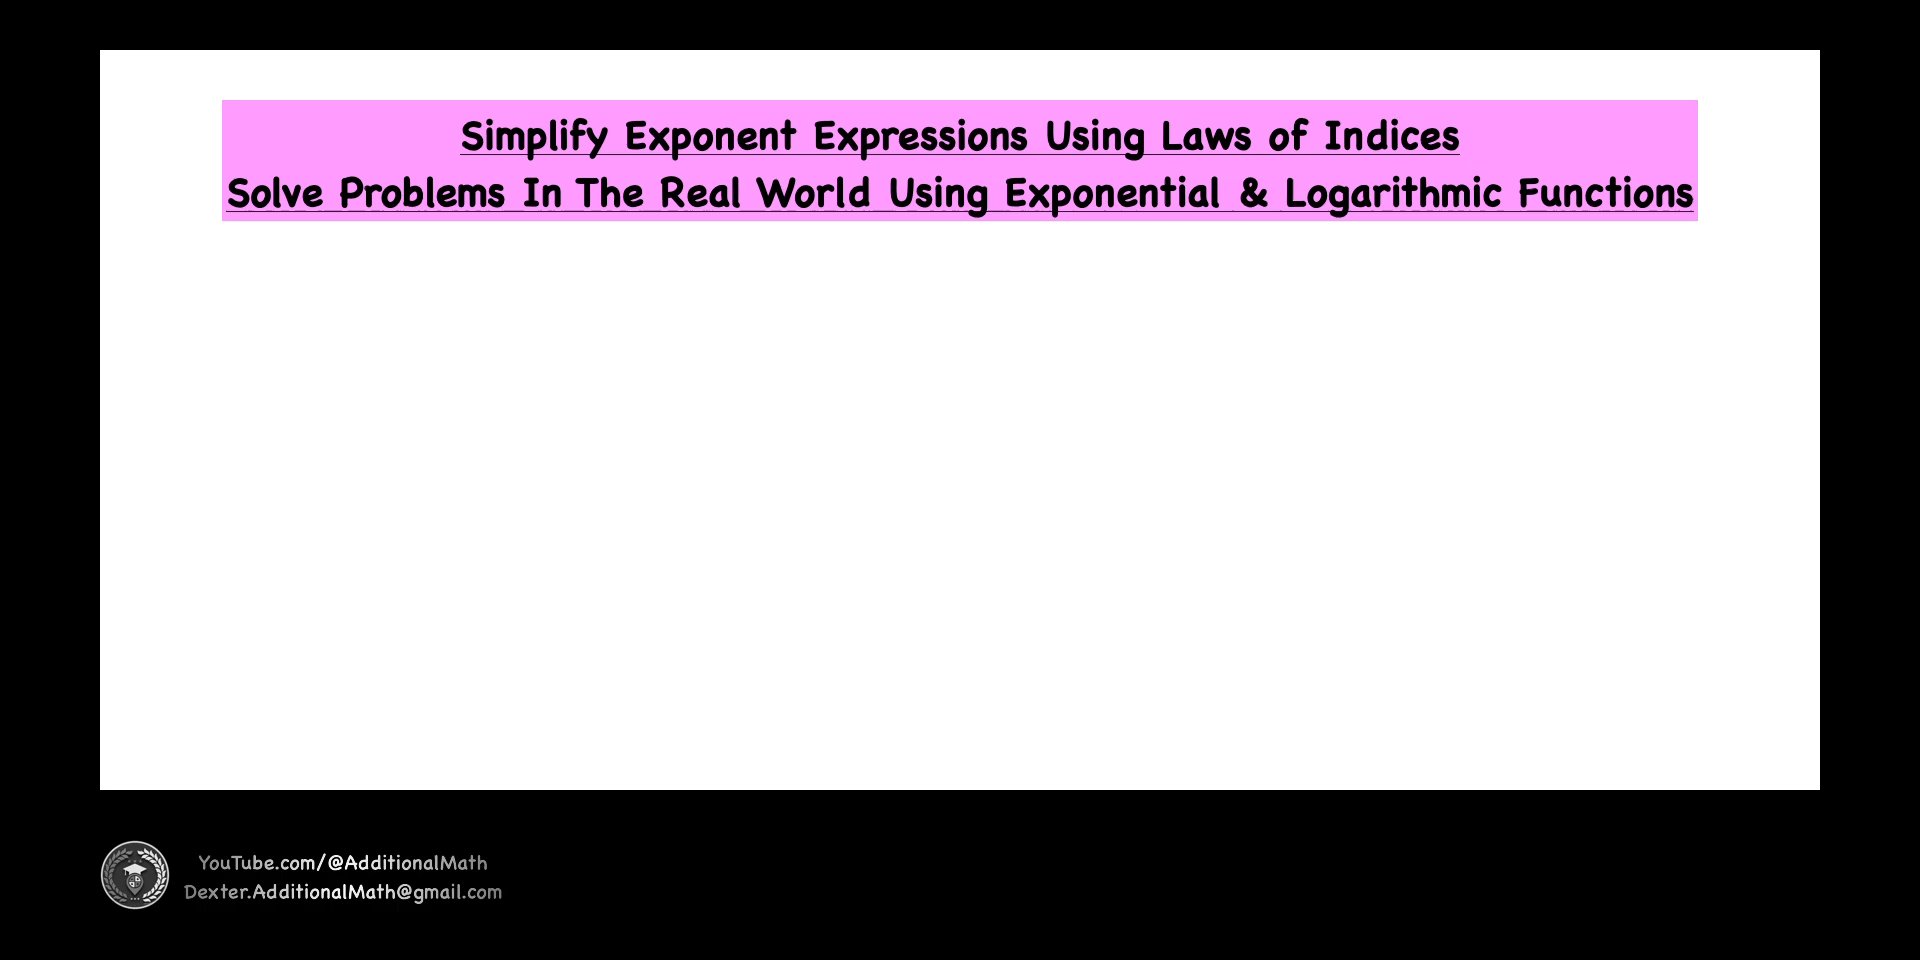 Simplify Exponent Expressions Using Laws of Indices
Solve Problems In The Real World Using Exponential & Logarithmic Functions
YouTube.com/@AdditionalMath
Dexter.AdditionalMath@gmail.com